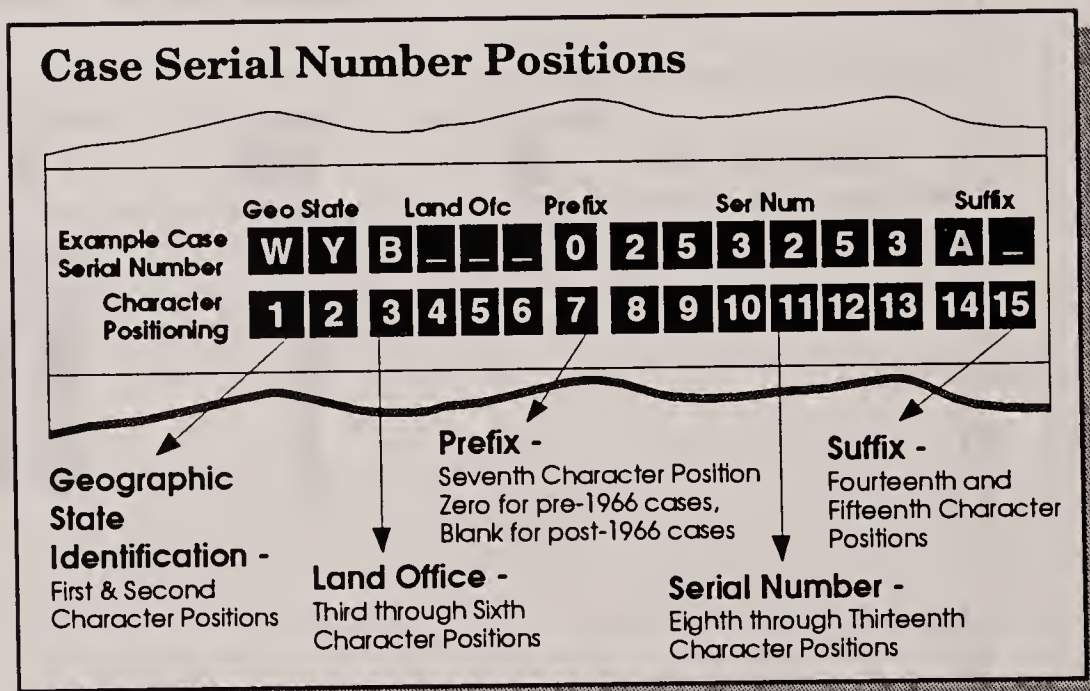 Case Serial Number Positions
Geo State Land Ofc Prefix Ser Num Suffix
Example Case Serial Number W Y B _ _ _ 0 2 5 3 2 5 3 A _
Character Positioning 1 2 3 4 5 6 7 8 9 10 11 12 13 14 15
Geographic
State
Identification -
First & Second
Character Positions
Land Office -
Third through Sixth
Character Positions
Prefix -
Seventh Character Position
Zero for pre-1966 cases,
Blank for post-1966 cases
Serial Number -
Eighth through Thirteenth
Character Positions
Suffix -
Fourteenth and
Fifteenth Character
Positions